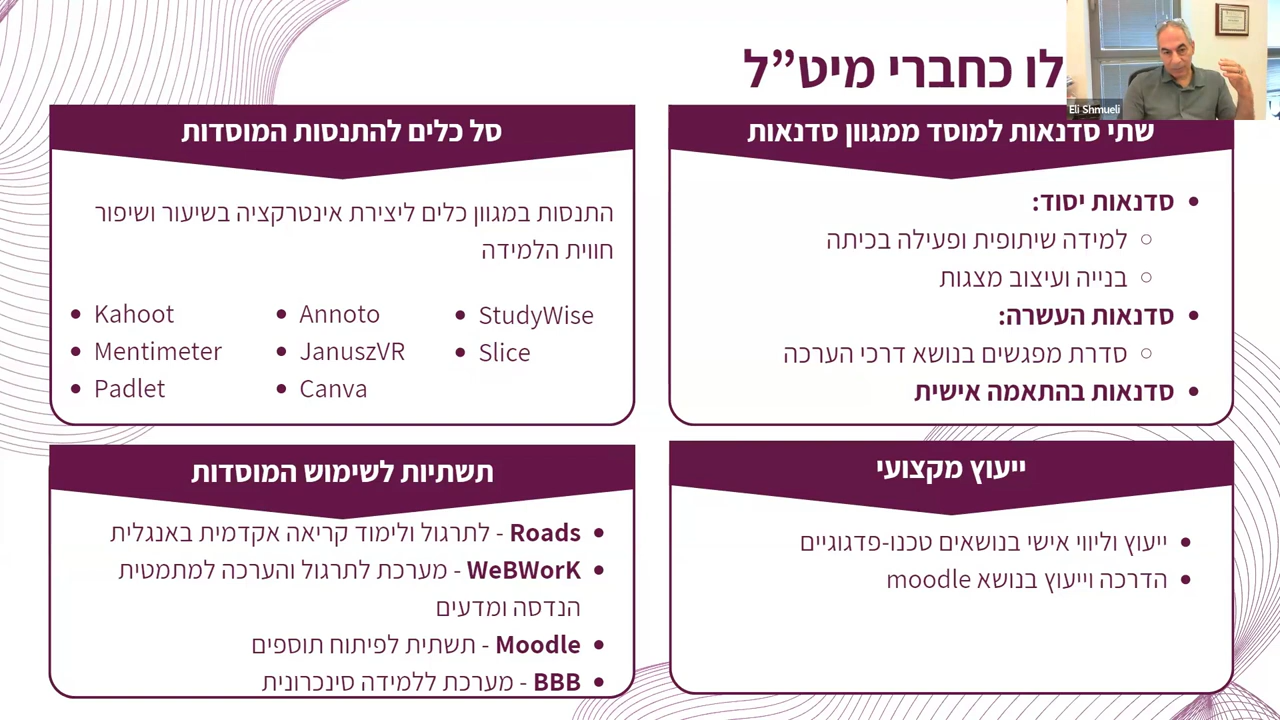 לו כחברי מיט”ל
Eli Shmueli
שתי סדנאות למוסד ממגוון סדנאות
סדנאות יסוד:
למידה שיתופית ופעילה בכיתה
בנייה ועיצוב מצגות
סדנאות העשרה:
סדרת מפגשים בנושא דרכי הערכה
סדנאות בהתאמה אישית
סל כלים להתנסות המוסדות
התנסות במגוון כלים ליצירת אינטרקציה בשיעור ושיפור
חווית הלמידה
Kahoot
Mentimeter
Padlet
Annoto
JanuszVR
Canva
StudyWise
Slice
ייעוץ מקצועי
ייעוץ וליווי אישי בנושאים טכנו-פדגוגיים
הדרכה וייעוץ בנושא moodle
תשתיות לשימוש המוסדות
Roads - לתרגול ולימוד קריאה אקדמית באנגלית
WeBWorK - מערכת לתרגול והערכה למתמטית
הנדסה ומדעים
Moodle - תשתית לפיתוח תוספים
BBB - מערכת ללמידה סינכרונית